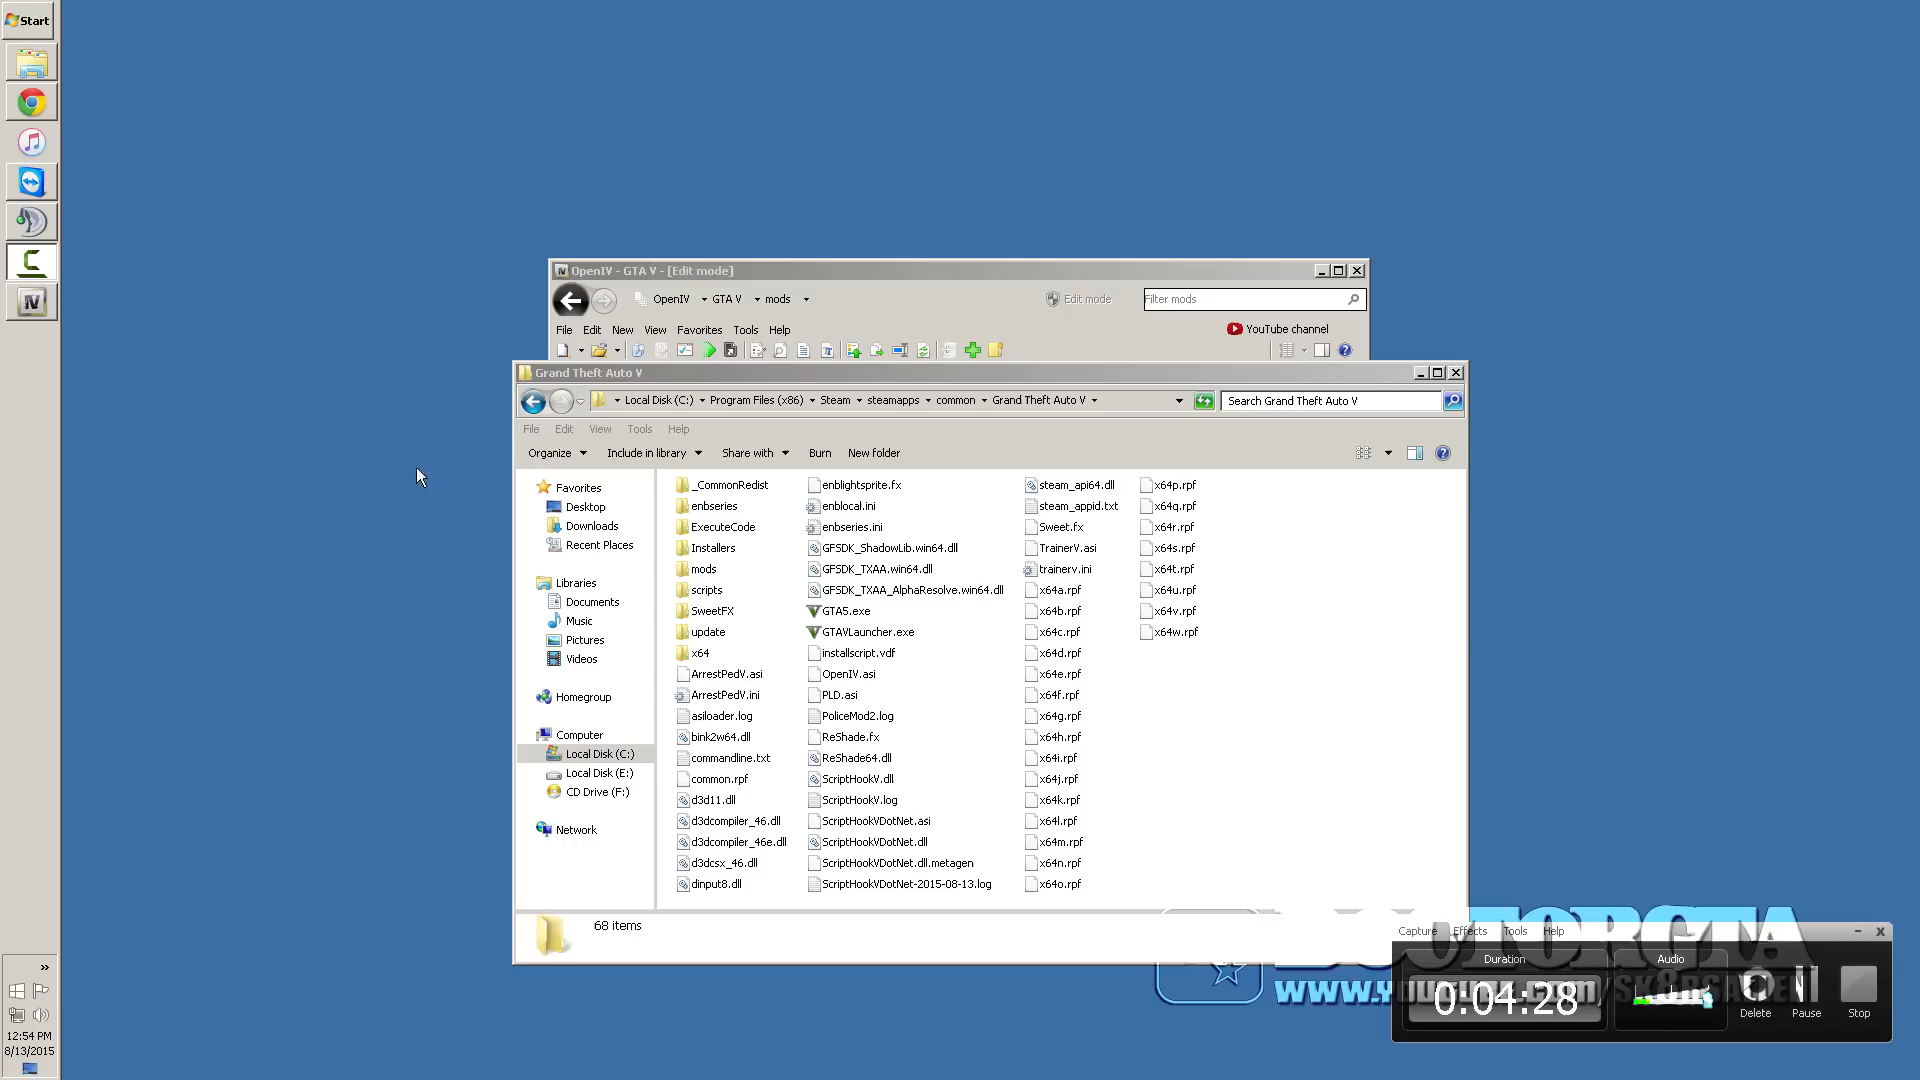 Start
OpenIV - GTA V - [Edit mode]
OpenIV GTA V mods
Edit mode
Filter mods
File Edit New View Favorites Tools Help
YouTube channel
Grand Theft Auto V
Local Disk (C:) Program Files (x86) Steam steamapps common Grand Theft Auto V
Search Grand Theft Auto V
File Edit View Tools Help
Organize Include in library Share with Burn New folder
Favorites
Desktop
Downloads
Recent Places
Libraries
Documents
Music
Pictures
Videos
Homegroup
Computer
Local Disk (C:)
Local Disk (E:)
CD Drive (F:)
Network
_CommonRedist
enbseries
ExecuteCode
Installers
mods
scripts
SweetFX
update
x64
ArrestPedV.asi
ArrestPedV.ini
asiloader.log
bink2w64.dll
commandline.txt
common.rpf
d3d11.dll
d3dcompiler_46.dll
d3dcompiler_46e.dll
d3dcsx_46.dll
dinput8.dll
enblightsprite.fx
enblocal.ini
enbseries.ini
GFSDK_ShadowLib.win64.dll
GFSDK_TXAA.win64.dll
GFSDK_TXAA_AlphaResolve.win64.dll
GTA5.exe
GTAVLauncher.exe
installscript.vdf
OpenIV.asi
PLD.asi
PoliceMod2.log
ReShade.fx
ReShade64.dll
ScriptHookV.dll
ScriptHookV.log
ScriptHookVDotNet.asi
ScriptHookVDotNet.dll
ScriptHookVDotNet.dll.metagen
ScriptHookVDotNet-2015-08-13.log
steam_api64.dll
steam_appid.txt
Sweet.fx
TrainerV.asi
trainerv.ini
x64a.rpf
x64b.rpf
x64c.rpf
x64d.rpf
x64e.rpf
x64f.rpf
x64g.rpf
x64h.rpf
x64i.rpf
x64j.rpf
x64k.rpf
x64l.rpf
x64m.rpf
x64n.rpf
x64o.rpf
x64p.rpf
x64q.rpf
x64r.rpf
x64s.rpf
x64t.rpf
x64u.rpf
x64v.rpf
x64w.rpf
68 items
Capture Effects Tools Help
Duration
0:04:28
Audio
Delete Pause Stop
12:54 PM
8/13/2015